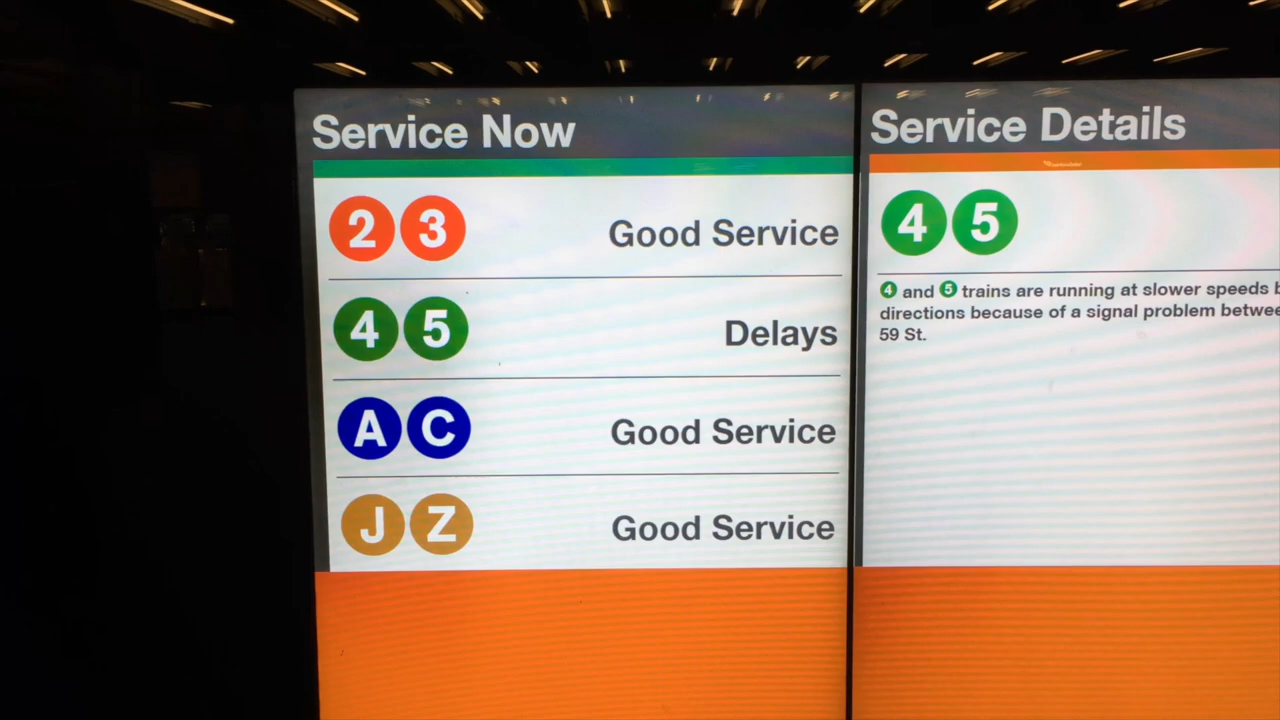 Service Now
2 3 Good Service
4 5 Delays
A C Good Service
J Z Good Service
Service Details
4 5
4 and 5 trains are running at slower speeds
directions because of a signal problem
59 St.